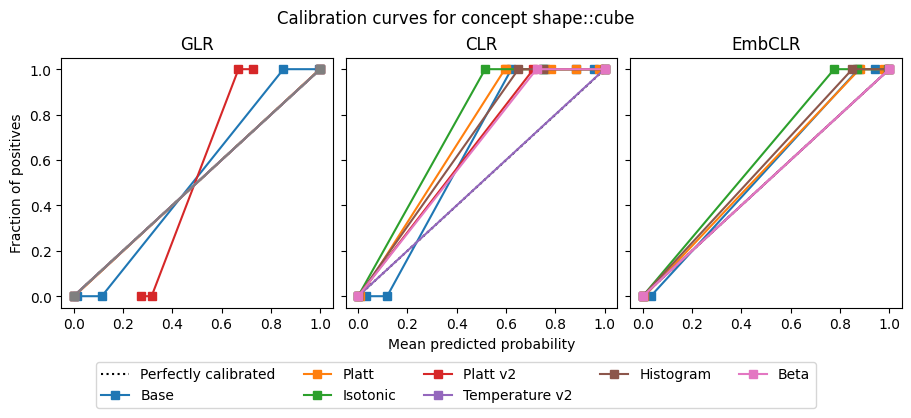 Calibration curves for concept shape::cube
GLR
CLR
EmbCLR
Fraction of positives
1.0
0.8
0.6
0.4
0.2
0.0
0.0 0.2 0.4 0.6 0.8 1.0
0.0 0.2 0.4 0.6 0.8 1.0
0.0 0.2 0.4 0.6 0.8 1.0
Mean predicted probability
Perfectly calibrated
Base
Platt
Isotonic
Platt v2
Temperature v2
Histogram
Beta